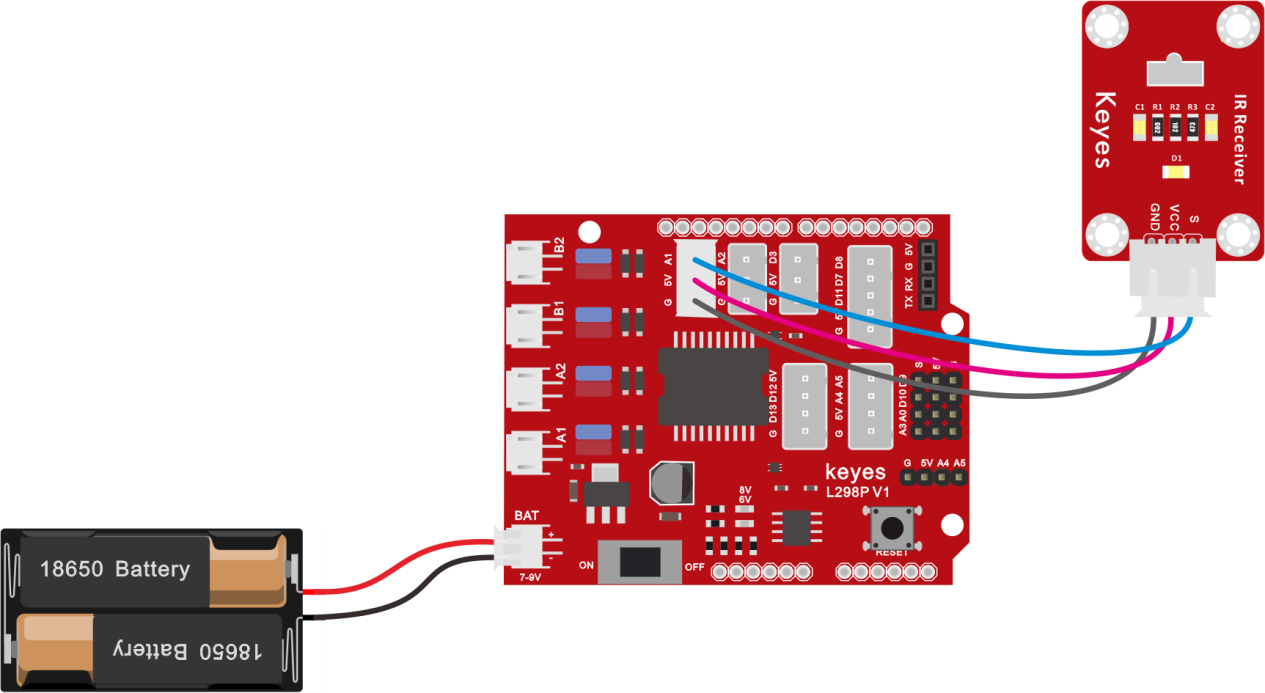 Keyes
IR Receiver
C1 R1 R2 R3 C2
D1
GND VCC S
B2
B1
A2
A1
G 5V A1
G 5V A2
G 5V D3
G 5 D11 D7 D8
TX RX G 5V
G D13 D12 5V
G 5V A4 A5
S 5V
D9
D10
A0
A3
G 5V A4 A5
keyes
L298P V1
8V
6V
BAT
+
-
7-9V
ON
OFF
RESET
18650 Battery
18650 Battery